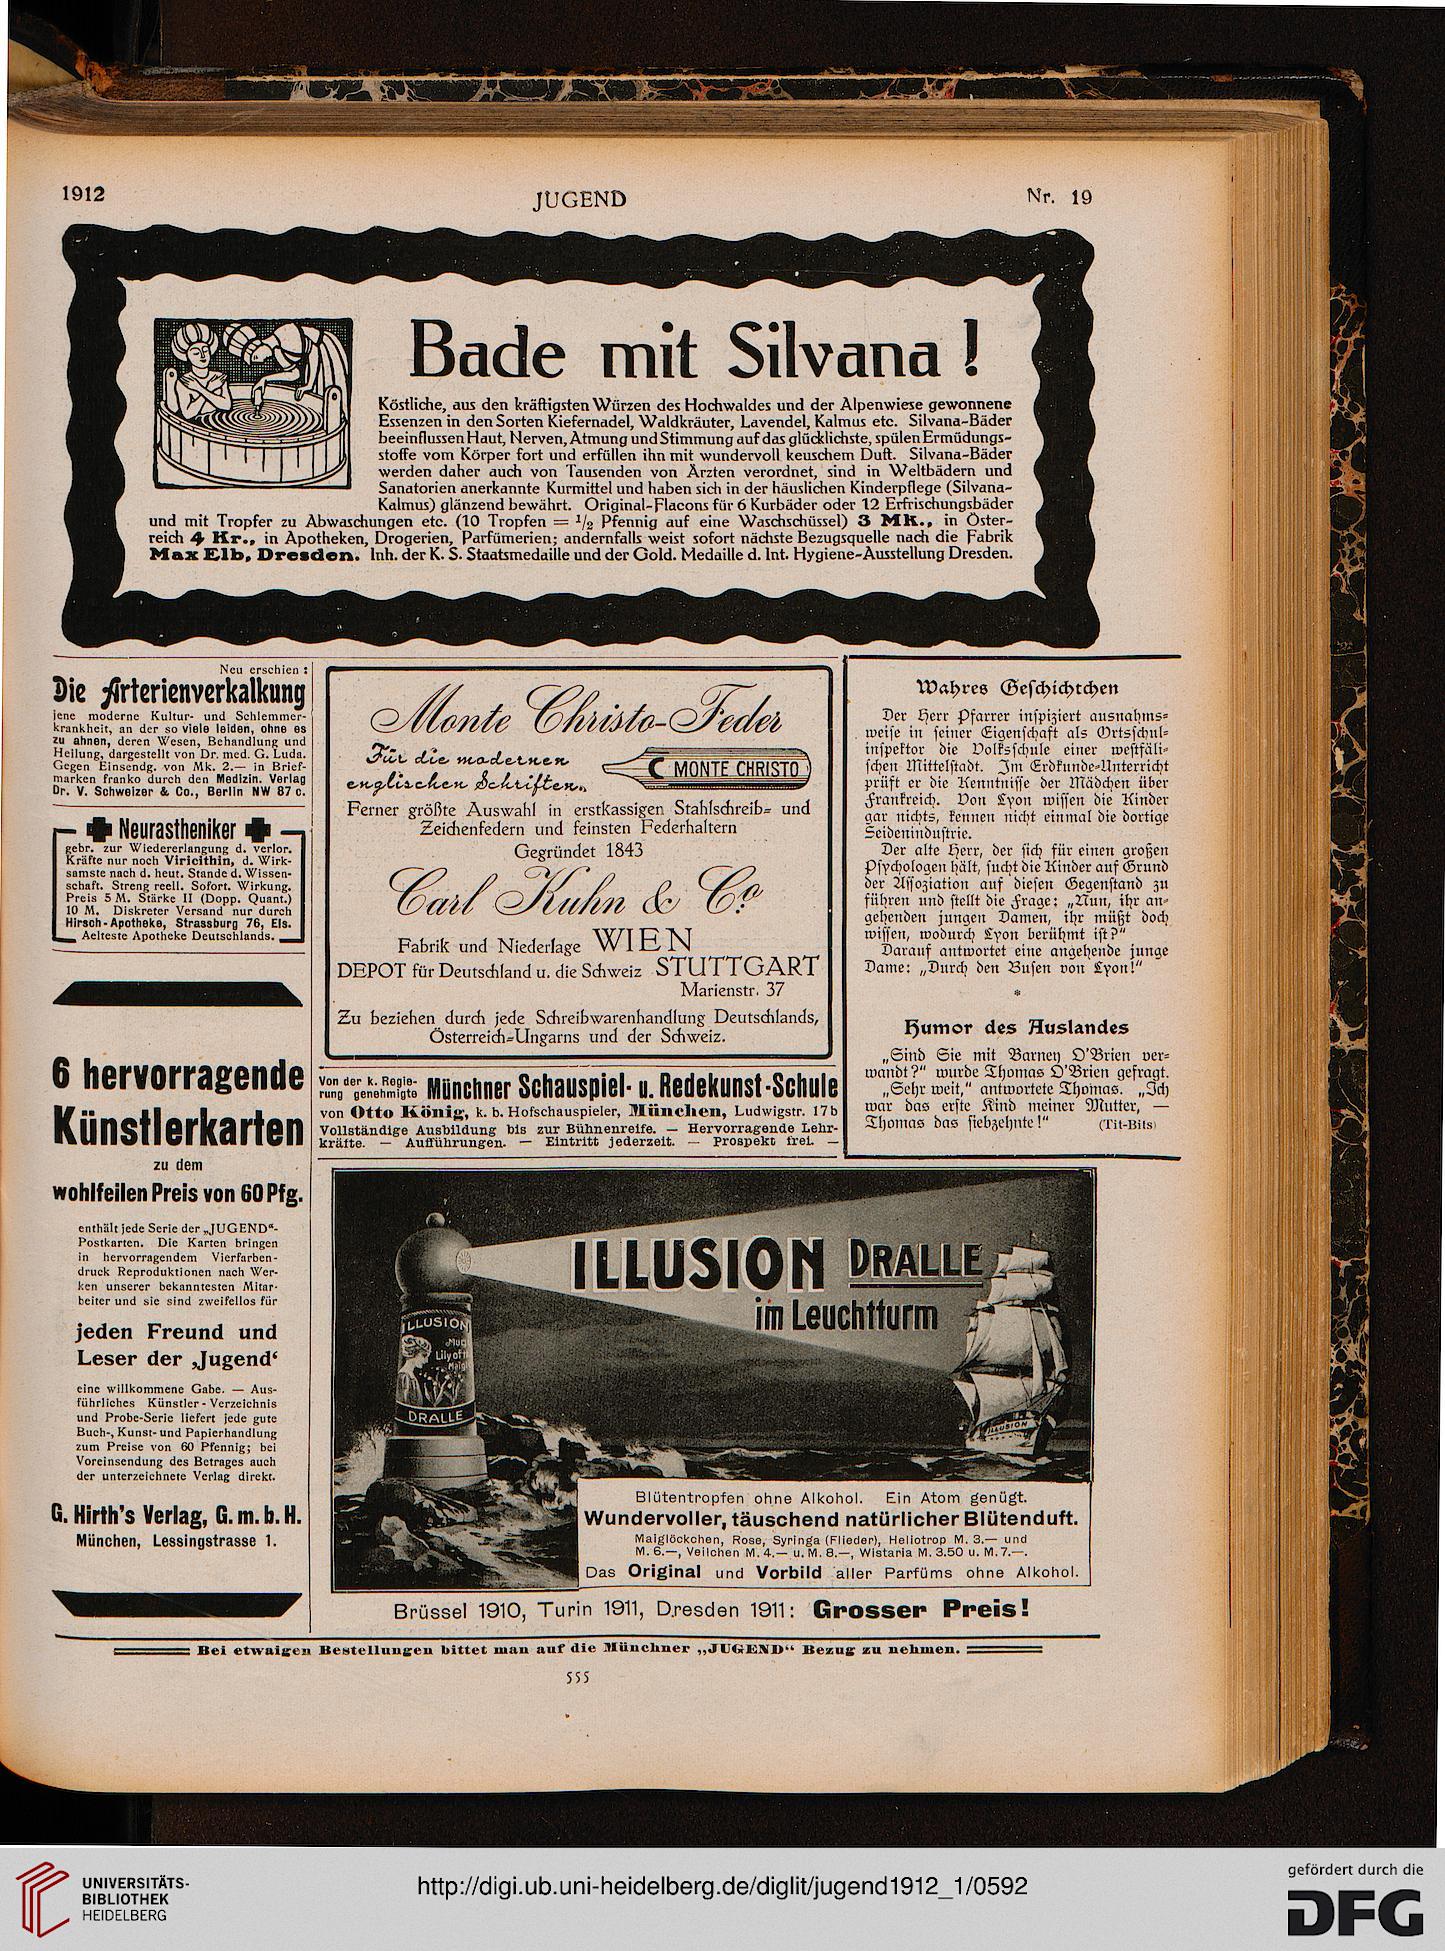 1912
JUGEND
Nr. 19
Bade mit Silvana !
Köstliche, aus den kräftigsten Würzen des Hochwaldes und der Alpenwiese gewonnene
Essenzen in den Sorten Kiefernadel, Waldkräuter, Lavendel, Kalmus etc. Silvana-Bäder
beeinflussen Haut, Nerven, Atmung und Stimmung auf das glücklichste, spülen Ermüdungs-
stoffe vom Körper fort und erfüllen ihn mit wundervoll keuschem Duft. Silvana-Bäder
werden daher auch von Tausenden von Ärzten verordnet, sind in Weltbädern und
Sanatorien anerkannte Kurmittel und haben sich in der häuslichen Kinderpflege (Silvana-
Kalmus) glänzend bewährt. Original-Flacons für 6 Kurbäder oder 12 Erfrischungsbäder
und mit Tropfer zu Abwaschungen etc. (10 Tropfen = 1/2 Pfennig auf eine Waschschüssel) 3 MK., in Öster-
reich 4 Kr., in Apotheken, Drogerien, Parfümerien; andernfalls weist sofort nächste Bezugsquelle nach die Fabrik
Max Elb, Dresden. Inh. der K. S. Staatsmedaille und der Gold. Medaille d. Int. Hygiene-Ausstellung Dresden.
Neu erschien:
Die Arterienverkalkung
jene moderne Kultur- und Schlemmer-
krankheit, an der so viele leiden, ohne es
zu ahnen, deren Wesen, Behandlung und
Heilung, dargestellt von Dr. med. G. Luda.
Gegen Einsendg. von Mk. 2.— in Brief-
marken franko durch den Medizin. Verlag
Dr. V. Schweizer & Co., Berlin NW 87 c.
Neurastheniker
gebr. zur Wiedererlangung d. verlor.
Kräfte nur noch Viricithin, d. Wirk-
samste nach d. heut. Stande d. Wissen-
schaft. Streng reell. Sofort. Wirkung.
Preis 5 M. Stärke II (Dopp. Quant.)
10 M. Diskreter Versand nur durch
Hirsch-Apotheke, Strassburg 76, Els.
Aelteste Apotheke Deutschlands.
6 hervorragende
Künstlerkarten
zu dem
wohlfeilen Preis von 60 Pfg.
enthält jede Serie der „JUGEND“-
Postkarten. Die Karten bringen
in hervorragendem Vierfarben-
druck Reproduktionen nach Wer-
ken unserer bekanntesten Mitar-
beiter und sie sind zweifellos für
jeden Freund und
Leser der ‚Jugend‘
eine willkommene Gabe. — Aus-
führliches Künstler-Verzeichnis
und Probe-Serie liefert jede gute
Buch-, Kunst- und Papierhandlung
zum Preise von 60 Pfennig; bei
Voreinsendung des Betrages auch
der unterzeichnete Verlag direkt.
G. Hirth's Verlag, G. m. b. H.
München, Lessingstrasse 1.
Monte Christo-Feder
Für die modernen
englischen Schriften.
MONTE CHRISTO
Ferner größte Auswahl in erstkassigen Stahlschreib- und
Zeichenfedern und feinsten Federhaltern
Gegründet 1843
Carl Kuhn & Co.
Fabrik und Niederlage WIEN
DEPOT für Deutschland u. die Schweiz STUTTGART
Marienstr. 37
Zu beziehen durch jede Schreibwarenhandlung Deutschlands,
Österreich-Ungarns und der Schweiz.
Von der k. Regie-
rung genehmigte Münchner Schauspiel- u. Redekunst-Schule
von Otto König, k. b. Hofschauspieler, München, Ludwigstr. 17b
Vollständige Ausbildung bis zur Bühnenreife. — Hervorragende Lehr-
kräfte. — Aufführungen. — Eintritt jederzeit. — Prospekt frei. —
Wahres Geschichtchen
Der Herr Pfarrer inspiziert ausnahms-
weise in seiner Eigenschaft als Ortsschul-
inspektor die Volksschule einer westfäli-
schen Mittelstadt. Im Erdkunde-Unterricht
prüft er die Kenntnisse der Mädchen über
Frankreich. Von Lyon wissen die Kinder
gar nichts, kennen nicht einmal die dortige
Seidenindustrie.
Der alte Herr, der sich für einen großen
Psychologen hält, sucht die Kinder auf Grund
der Assoziation auf diesen Gegenstand zu
führen und stellt die Frage: „Nun, ihr an-
gehenden jungen Damen, ihr müßt doch
wissen, wodurch Lyon berühmt ist?“
Darauf antwortet eine angehende junge
Dame: „Durch den Busen von Lyon!“
*
Humor des Auslandes
„Sind Sie mit Barney O'Brien ver-
wandt?“ wurde Thomas O'Brien gefragt.
„Sehr weit,“ antwortete Thomas. „Ich
war das erste Kind meiner Mutter, —
Thomas das siebzehnte!“ (Tit-Bits)
ILLUSION DRALLE
im Leuchtturm
ILLUSION
Lily of
DRALLE
ILLUSION
Blütentropfen ohne Alkohol. Ein Atom genügt.
Wundervoller, täuschend natürlicher Blütenduft.
Maiglöckchen, Rose, Syringa (Flieder), Heliotrop M. 3.— und
M. 6.—, Veilchen M. 4.— u. M. 8.—, Wistaria M. 3.50 u. M. 7.—.
Das Original und Vorbild aller Parfüms ohne Alkohol.
Brüssel 1910, Turin 1911, Dresden 1911: Grosser Preis!
Bei etwaigen Bestellungen bittet man auf die Münchner „JUGEND“ Bezug zu nehmen.
555
UNIVERSITÄTS-
BIBLIOTHEK
HEIDELBERG
http://digi.ub.uni-heidelberg.de/diglit/jugend1912_1/0592
gefördert durch die
DFG